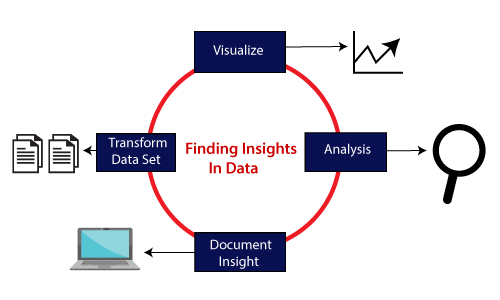 Visualize
Transform
Data Set
Finding Insights
In Data
Analysis
Document
Insight